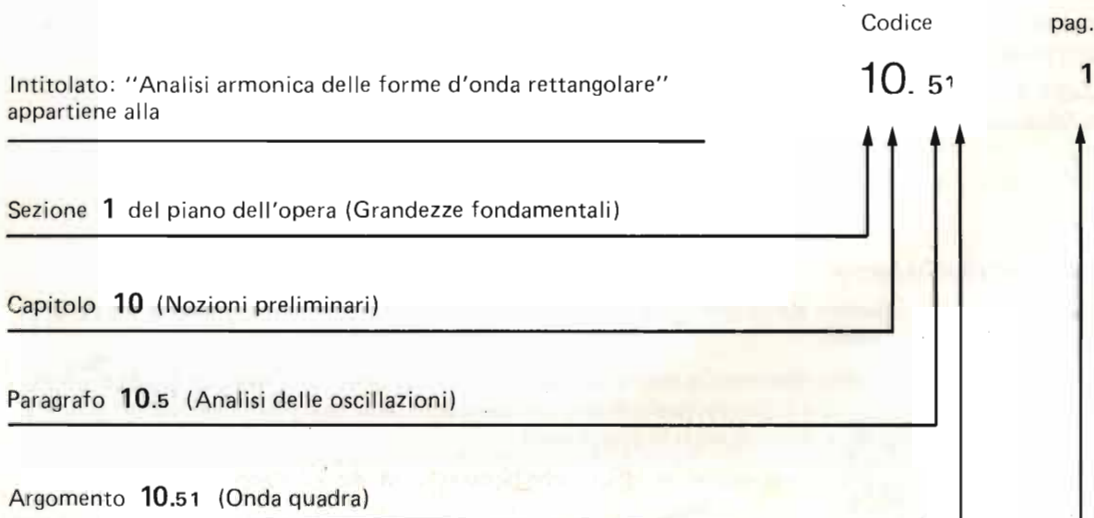 Codice pag.
Intitolato: "Analisi armonica delle forme d'onda rettangolare" 10. 51 1
appartiene alla
Sezione 1 del piano dell'opera (Grandezze fondamentali)
Capitolo 10 (Nozioni preliminari)
Paragrafo 10.5 (Analisi delle oscillazioni)
Argomento 10.51 (Onda quadra)